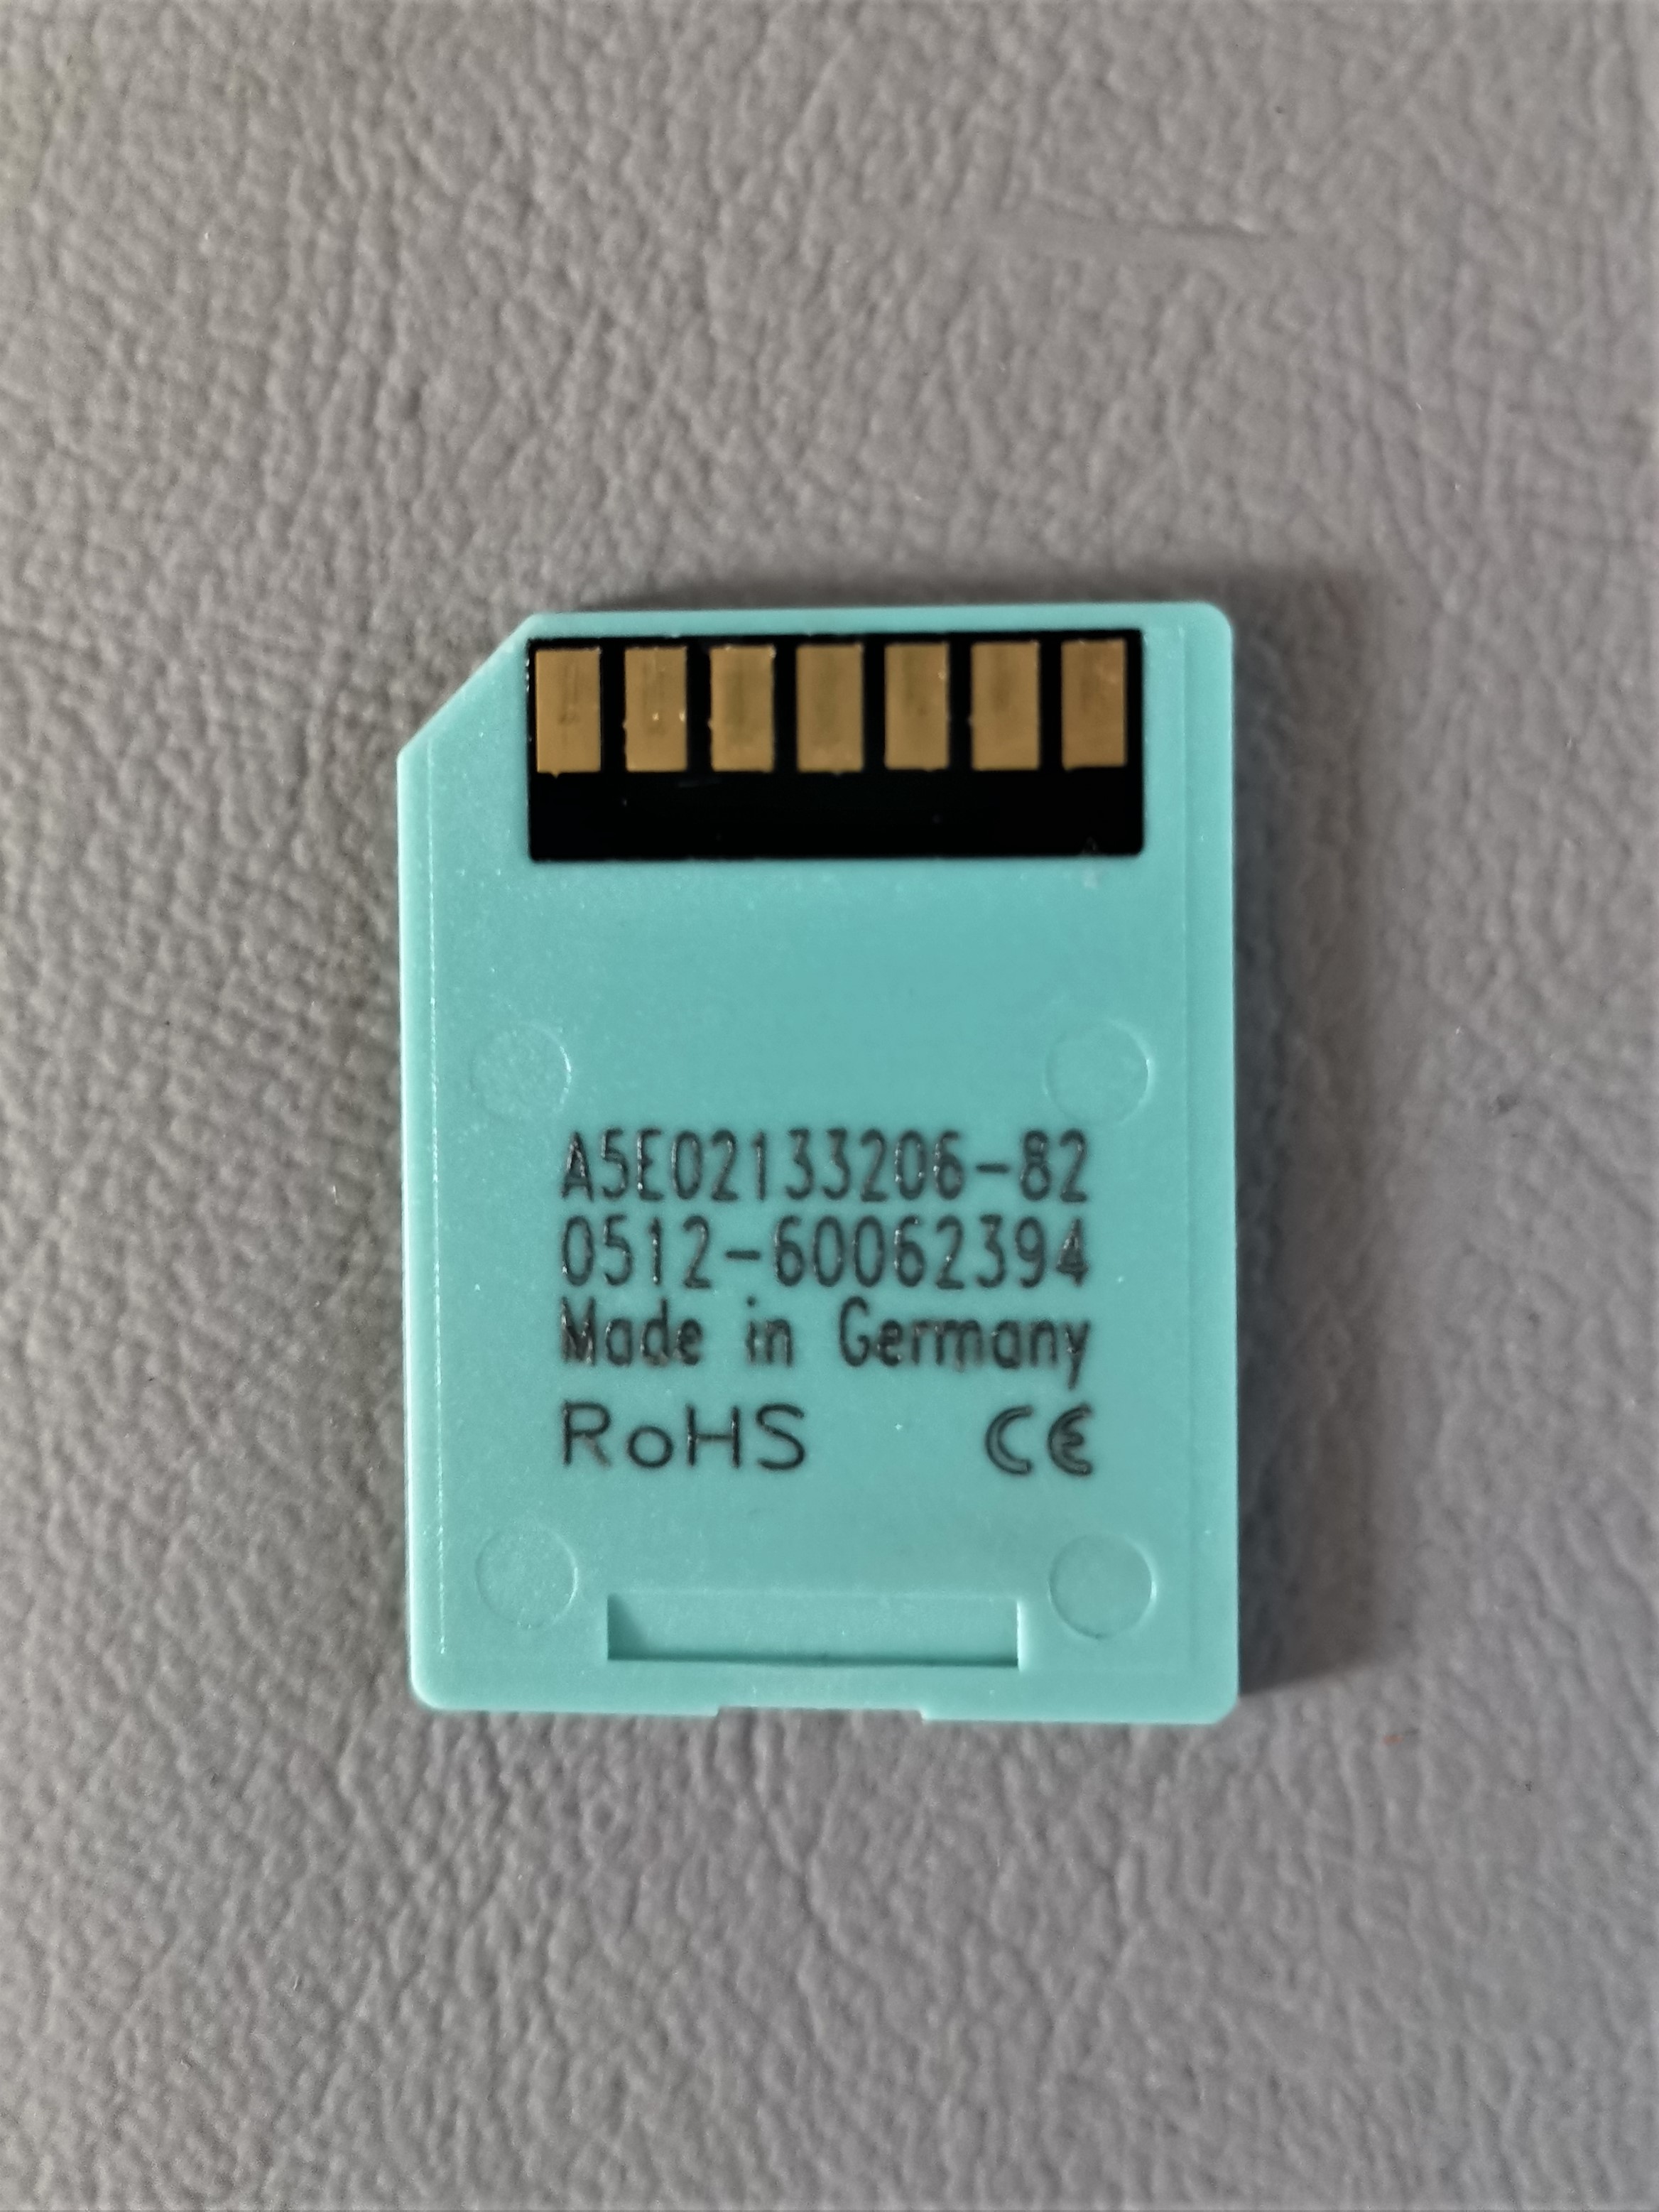 A5E02133206-82
0512-60062394
Made in Germany
RoHS CE